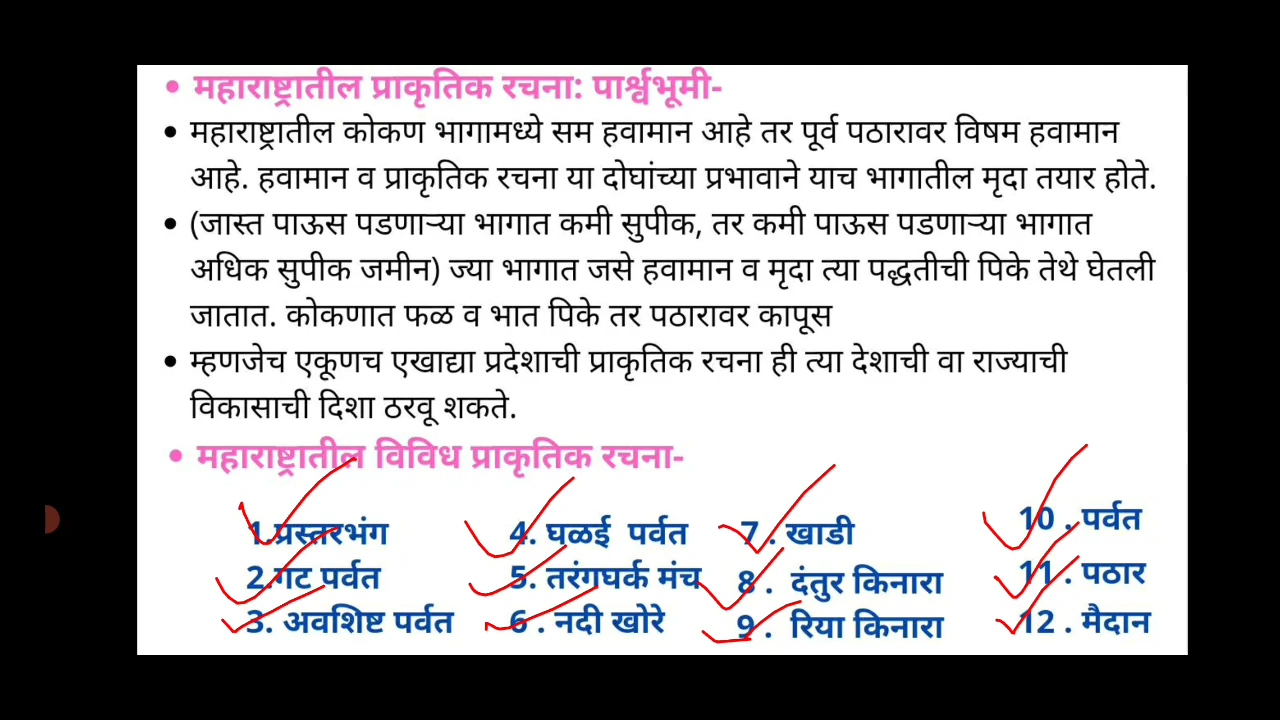 • महाराष्ट्रातील प्राकृतिक रचना: पार्श्वभूमी-
• महाराष्ट्रातील कोकण भागामध्ये सम हवामान आहे तर पूर्व पठारावर विषम हवामान
आहे. हवामान व प्राकृतिक रचना या दोघांच्या प्रभावाने याच भागातील मृदा तयार होते.
• (जास्त पाऊस पडणाऱ्या भागात कमी सुपीक, तर कमी पाऊस पडणाऱ्या भागात
अधिक सुपीक जमीन) ज्या भागात जसे हवामान व मृदा त्या पद्धतीची पिके तेथे घेतली
जातात. कोकणात फळ व भात पिके तर पठारावर कापूस
• म्हणजेच एकूणच एखाद्या प्रदेशाची प्राकृतिक रचना ही त्या देशाची वा राज्याची
विकासाची दिशा ठरवू शकते.
• महाराष्ट्रातील विविध प्राकृतिक रचना-
1.प्रस्तरभंग
2.गट पर्वत
3. अवशिष्ट पर्वत
4. घळई पर्वत
5. तरंगघर्क मंच
6 . नदी खोरे
7 . खाडी
8 . दंतुर किनारा
9 . रिया किनारा
10 . पर्वत
11 . पठार
12 . मैदान